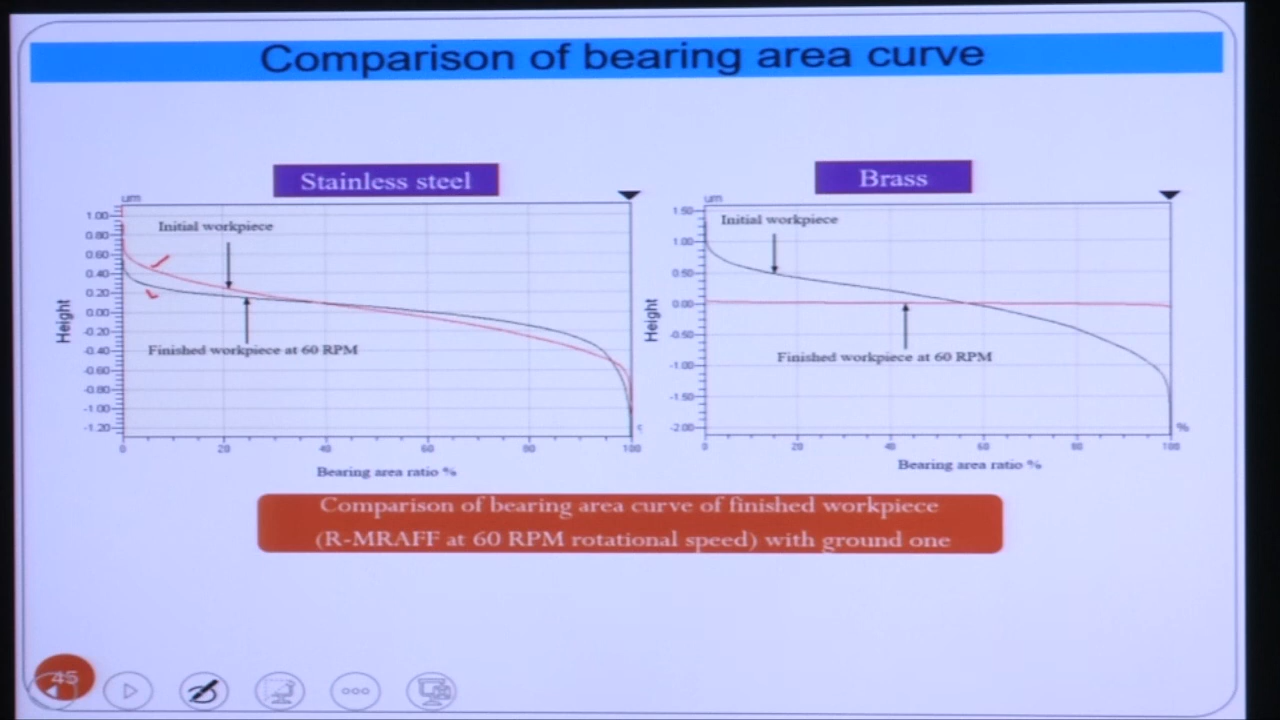 Comparison of bearing area curve
Stainless steel
um
1.00
0.80
0.60
0.40
0.20
0.00
-0.20
-0.40
-0.60
-0.80
-1.00
-1.20
Height
Initial workpiece
Finished workpiece at 60 RPM
0
20
40
60
80
100
Bearing area ratio %
Brass
um
1.50
1.00
0.50
0.00
-0.50
-1.00
-1.50
-2.00
Height
Initial workpiece
Finished workpiece at 60 RPM
%
0
20
40
60
80
100
Bearing area ratio %
Comparison of bearing area curve of finished workpiece
(R-MRAFF at 60 RPM rotational speed) with ground one
45